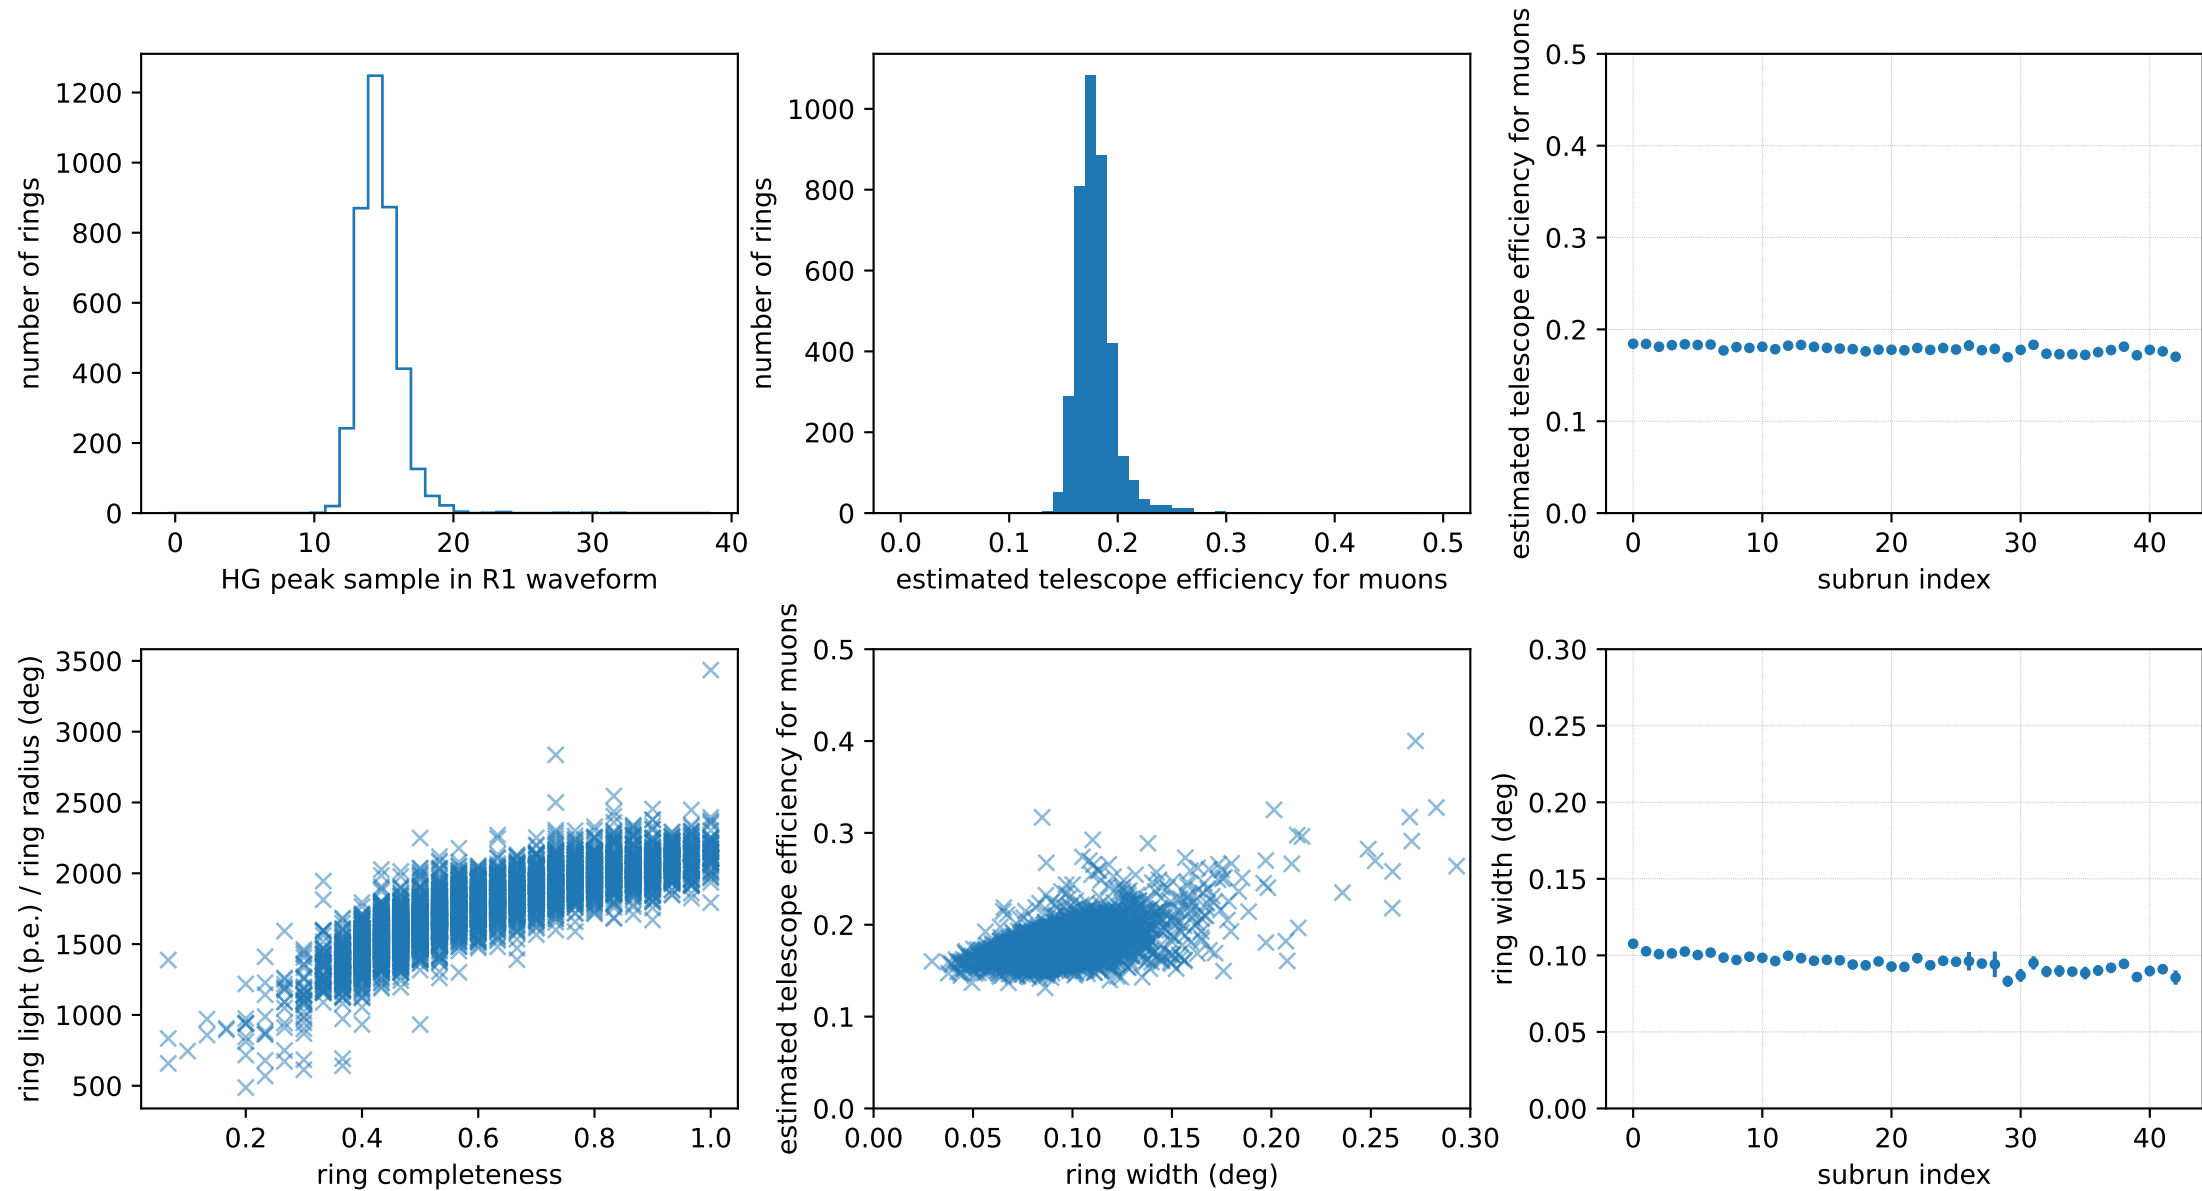 number of rings
1200
1000
800
600
400
200
0
0 10 20 30 40
HG peak sample in R1 waveform
number of rings
1000
800
600
400
200
0
0.0 0.1 0.2 0.3 0.4 0.5
estimated telescope efficiency for muons
estimated telescope efficiency for muons
0.5
0.4
0.3
0.2
0.1
0.0
0 10 20 30 40
subrun index
ring light (p.e.) / ring radius (deg)
3500
3000
2500
2000
1500
1000
500
0.2 0.4 0.6 0.8 1.0
ring completeness
estimated telescope efficiency for muons
0.5
0.4
0.3
0.2
0.1
0.0
0.00 0.05 0.10 0.15 0.20 0.25 0.30
ring width (deg)
ring width (deg)
0.30
0.25
0.20
0.15
0.10
0.05
0.00
0 10 20 30 40
subrun index